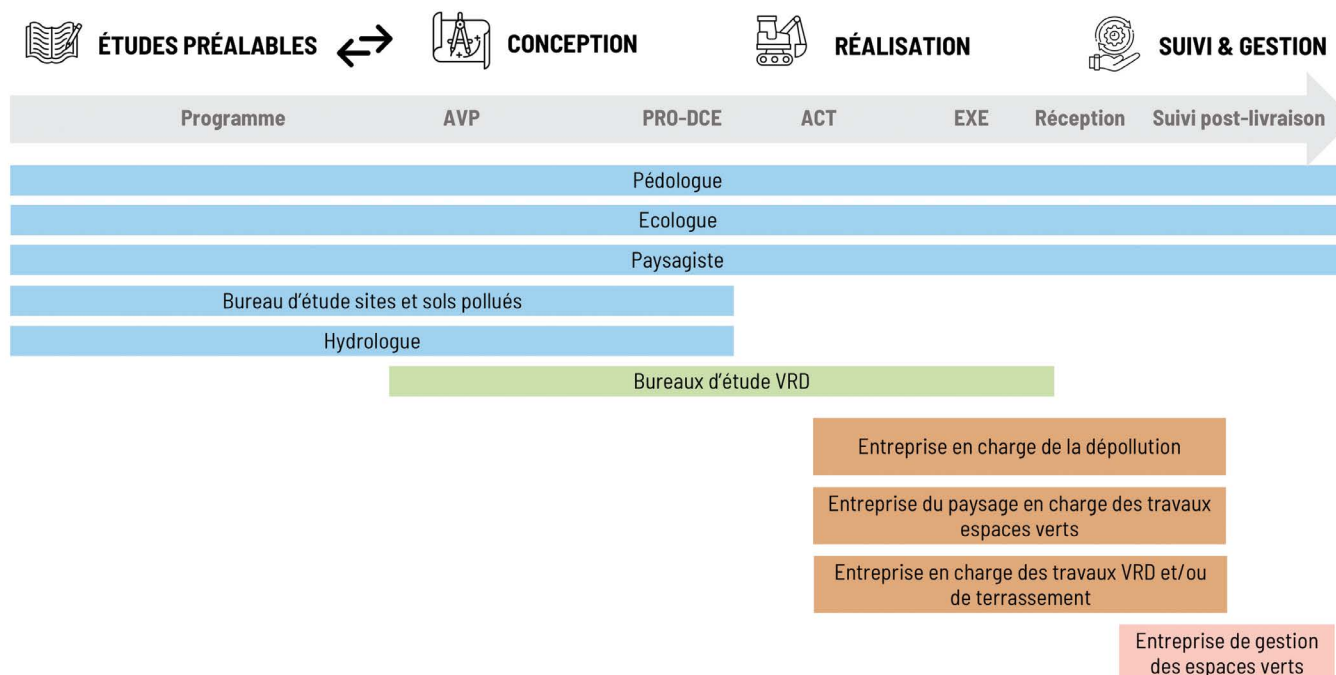 ÉTUDES PRÉALABLES
CONCEPTION
RÉALISATION
SUIVI & GESTION
Programme
AVP
PRO-DCE
ACT
EXE
Réception
Suivi post-livraison
Pédologue
Ecologue
Paysagiste
Bureau d'étude sites et sols pollués
Hydrologue
Bureaux d'étude VRD
Entreprise en charge de la dépollution
Entreprise du paysage en charge des travaux
espaces verts
Entreprise en charge des travaux VRD et/ou
de terrassement
Entreprise de gestion
des espaces verts